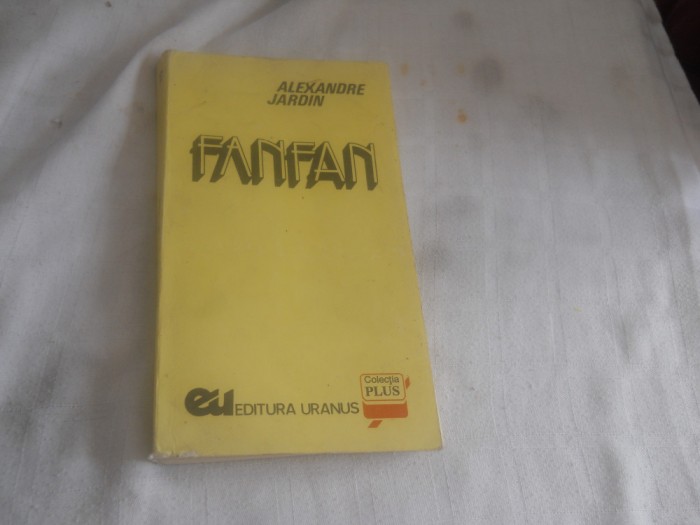 ALEXANDRE
JARDIN
FANFAN
eu EDITURA URANUS
Colecția
PLUS